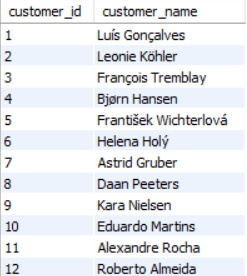 customer_id customer_name
1 Luís Gonçalves
2 Leonie Köhler
3 François Tremblay
4 Bjørn Hansen
5 František Wichterlová
6 Helena Holý
7 Astrid Gruber
8 Daan Peeters
9 Kara Nielsen
10 Eduardo Martins
11 Alexandre Rocha
12 Roberto Almeida